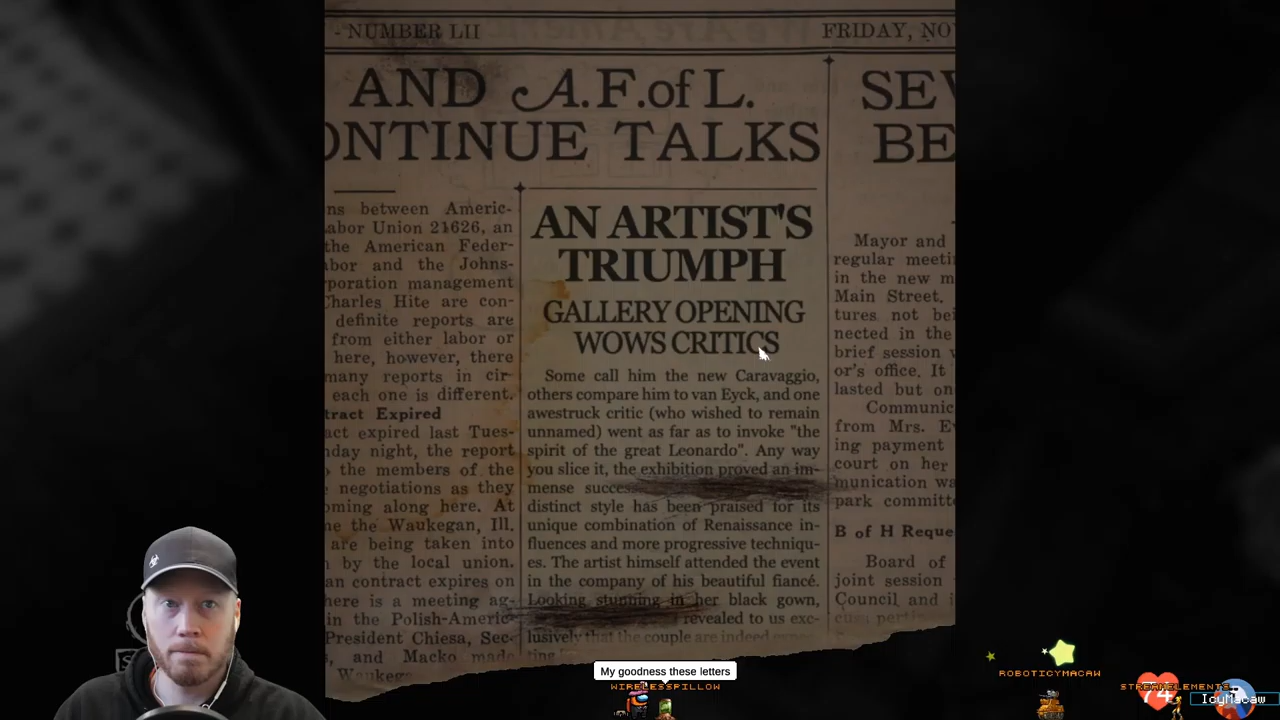 - NUMBER LII
FRIDAY, NO
AND A.F.of L.
ONTINUE TALKS
SEV
BE
ns between Americ-
abor Union 21626, an
the American Feder-
bor and the Johns-
poration management
Charles Hite are con-
definite reports are
from either labor or
here, however, there
many reports in cir-
each one is different.
tract Expired
act expired last Tues-
day night, the report
the members of the
negotiations as they
oming along here. At
e the Waukegan, Ill.
are being taken into
by the local union.
an contract expires on
here is a meeting ag-
in the Polish-Americ-
President Chiesa, Sec-
, and Macko made
Waukega
AN ARTIST'S
TRIUMPH
GALLERY OPENING
WOWS CRITICS
Some call him the new Caravaggio,
others compare him to van Eyck, and one
awestruck critic (who wished to remain
unnamed) went as far as to invoke "the
spirit of the great Leonardo". Any way
you slice it, the exhibition proved an im-
mense succes
distinct style has been praised for its
unique combination of Renaissance in-
fluences and more progressive techniqu-
es. The artist himself attended the event
in the company of his beautiful fiancé.
Looking stunning in her black gown,
revealed to us exc-
lusively that the couple are indeed expec-
ting
Mayor and
regular meeti
in the new m
Main Street.
tures not bei
nected in the
brief session w
or's office. It
lasted but on
Communic
from Mrs. Ev
ing payment
court on her
munication wa
park committe
B of H Reque
Board of
joint session
Council and i
My goodness these letters
WIRELESSPILLOW
ROBOTICYMACAW
STREAMELEMENTS
74
IcyMacaw